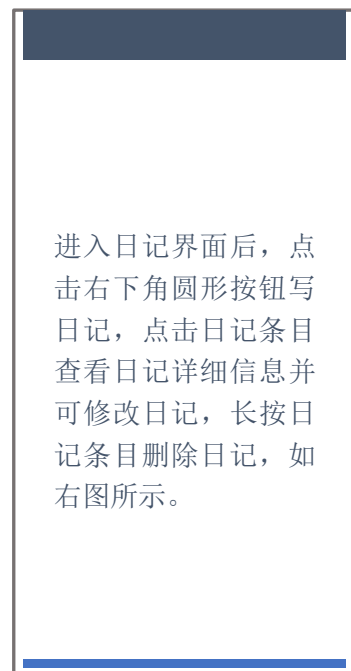 进入日记界面后，点
击右下角圆形按钮写
日记，点击日记条目
查看日记详细信息并
可修改日记，长按日
记条目删除日记，如
右图所示。